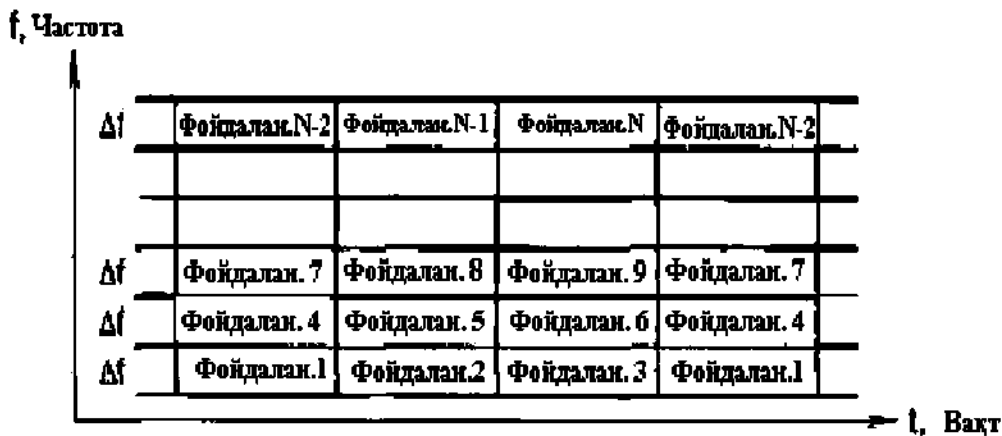 f, Частота
Δf Фойдалан.N-2 Фойдалан.N-1 Фойдалан.N Фойдалан.N-2
Δf Фойдалан. 7 Фойдалан. 8 Фойдалан. 9 Фойдалан. 7
Δf Фойдалан. 4 Фойдалан. 5 Фойдалан. 6 Фойдалан. 4
Δf Фойдалан.1 Фойдалан.2 Фойдалан. 3 Фойдалан.1
t, Вақт